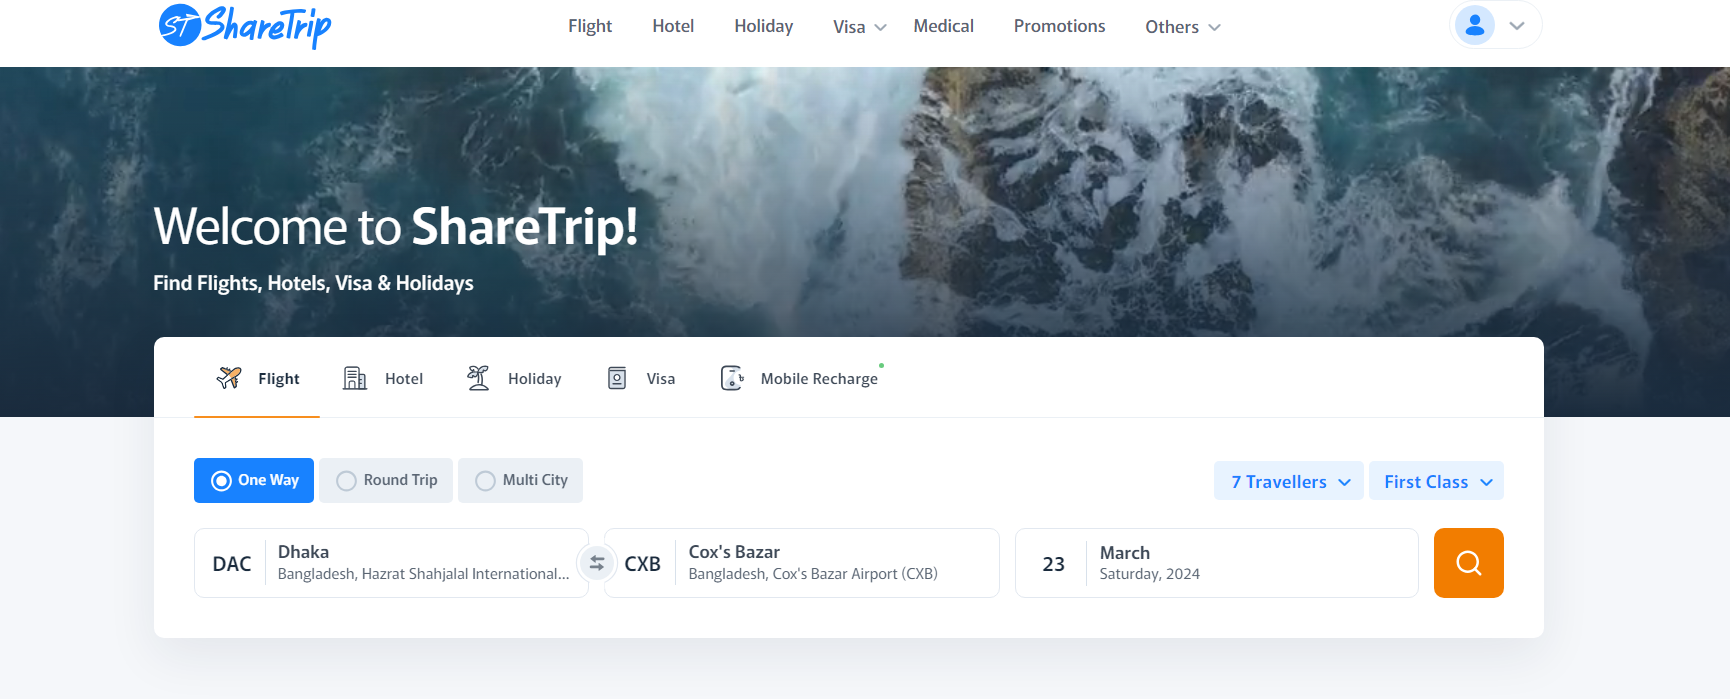 ST ShareTrip
Flight Hotel Holiday Visa Medical Promotions Others
Welcome to ShareTrip!
Find Flights, Hotels, Visa & Holidays
Flight Hotel Holiday Visa Mobile Recharge
One Way Round Trip Multi City 7 Travellers First Class
DAC
Dhaka
Bangladesh, Hazrat Shahjalal International...
CXB
Cox's Bazar
Bangladesh, Cox's Bazar Airport (CXB)
23
March
Saturday, 2024